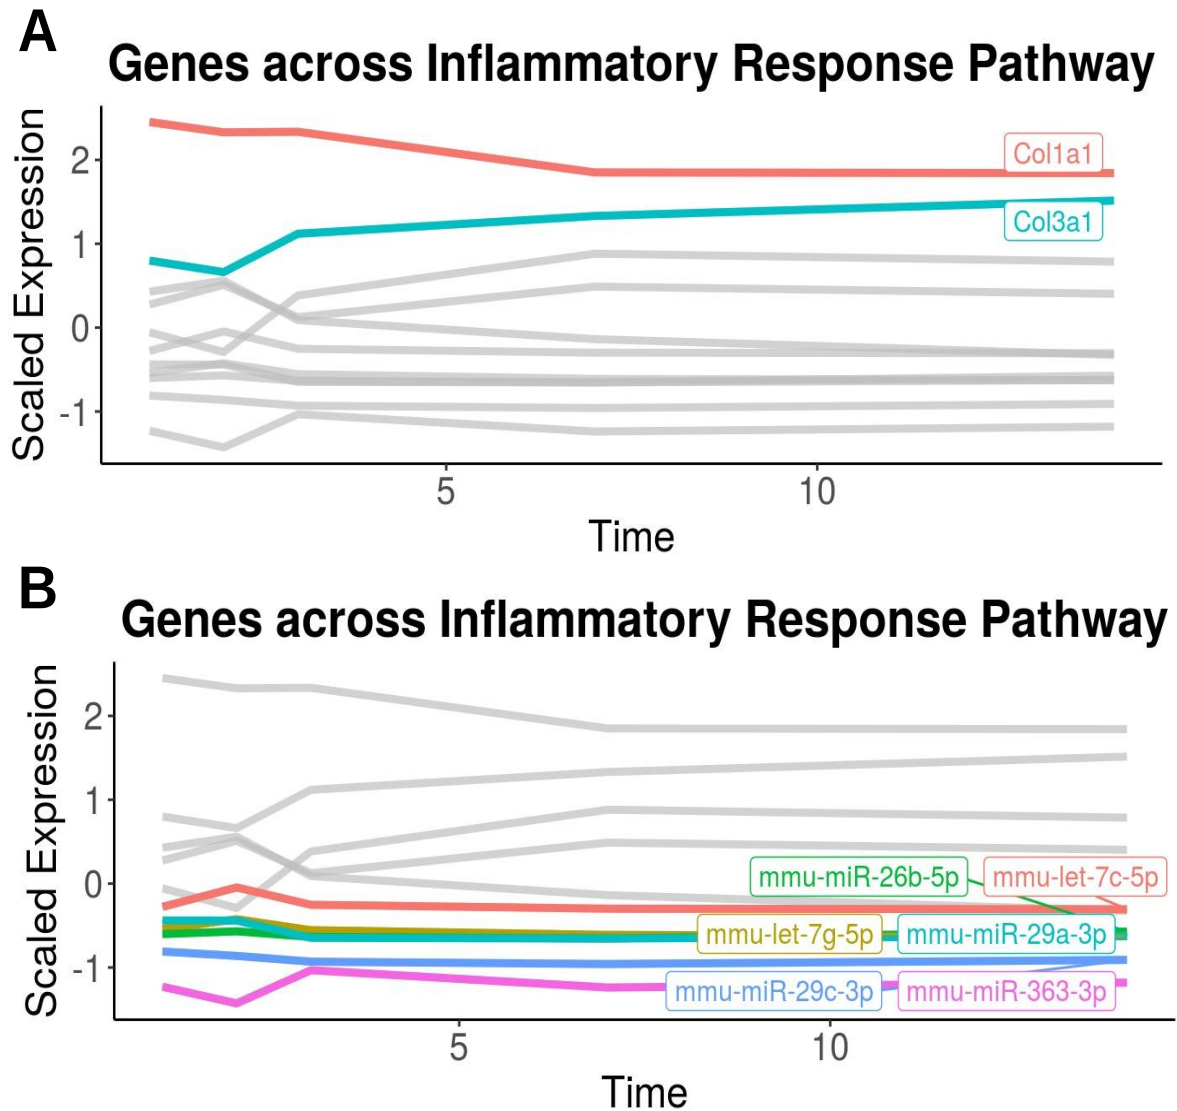 A
Genes across Inflammatory Response Pathway
Scaled Expression
2
1
0
-1
Col1a1
Col3a1
5
10
Time
B
Genes across Inflammatory Response Pathway
Scaled Expression
2
1
0
-1
mmu-miR-26b-5p
mmu-let-7c-5p
mmu-let-7g-5p
mmu-miR-29a-3p
mmu-miR-29c-3p
mmu-miR-363-3p
5
10
Time